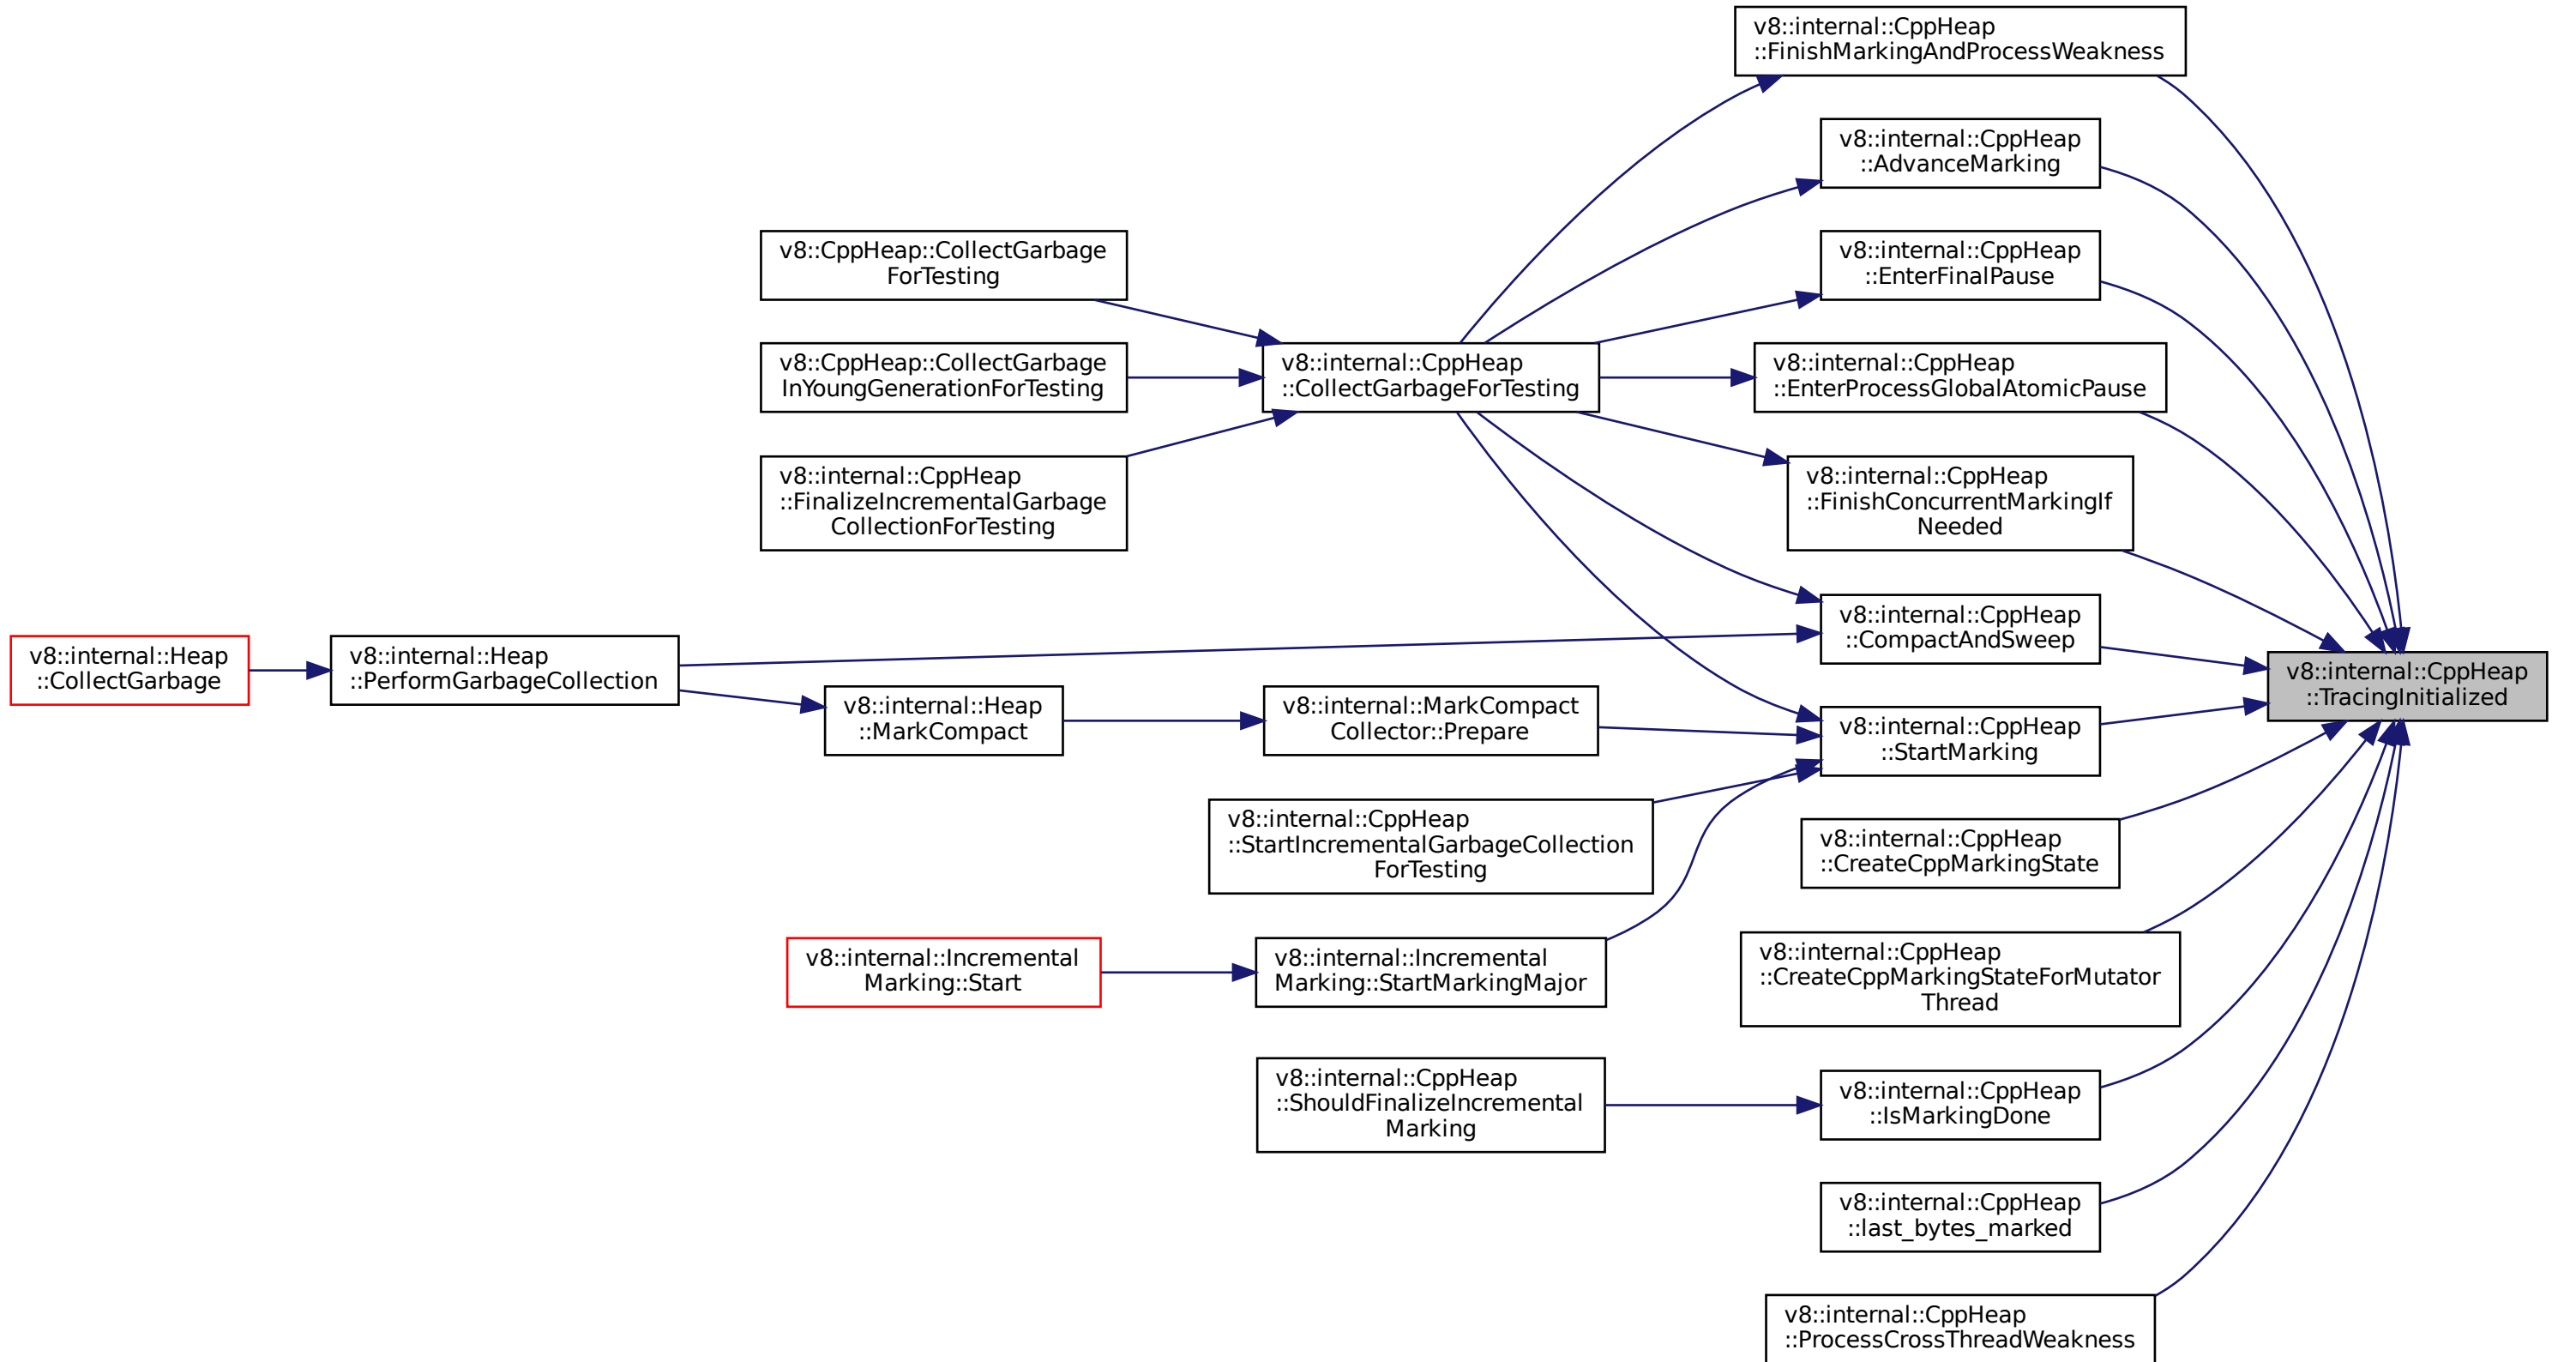 v8::internal::CppHeap
::FinishMarkingAndProcessWeakness
v8::internal::CppHeap
::AdvanceMarking
v8::CppHeap::CollectGarbage
ForTesting
v8::internal::CppHeap
::EnterFinalPause
v8::CppHeap::CollectGarbage
InYoungGenerationForTesting
v8::internal::CppHeap
::CollectGarbageForTesting
v8::internal::CppHeap
::EnterProcessGlobalAtomicPause
v8::internal::CppHeap
::FinalizeIncrementalGarbage
CollectionForTesting
v8::internal::CppHeap
::FinishConcurrentMarkingIf
Needed
v8::internal::CppHeap
::CompactAndSweep
v8::internal::Heap
::CollectGarbage
v8::internal::Heap
::PerformGarbageCollection
v8::internal::CppHeap
::TracingInitialized
v8::internal::Heap
::MarkCompact
v8::internal::MarkCompact
Collector::Prepare
v8::internal::CppHeap
::StartMarking
v8::internal::CppHeap
::StartIncrementalGarbageCollection
ForTesting
v8::internal::CppHeap
::CreateCppMarkingState
v8::internal::Incremental
Marking::Start
v8::internal::Incremental
Marking::StartMarkingMajor
v8::internal::CppHeap
::CreateCppMarkingStateForMutator
Thread
v8::internal::CppHeap
::ShouldFinalizeIncremental
Marking
v8::internal::CppHeap
::IsMarkingDone
v8::internal::CppHeap
::last_bytes_marked
v8::internal::CppHeap
::ProcessCrossThreadWeakness